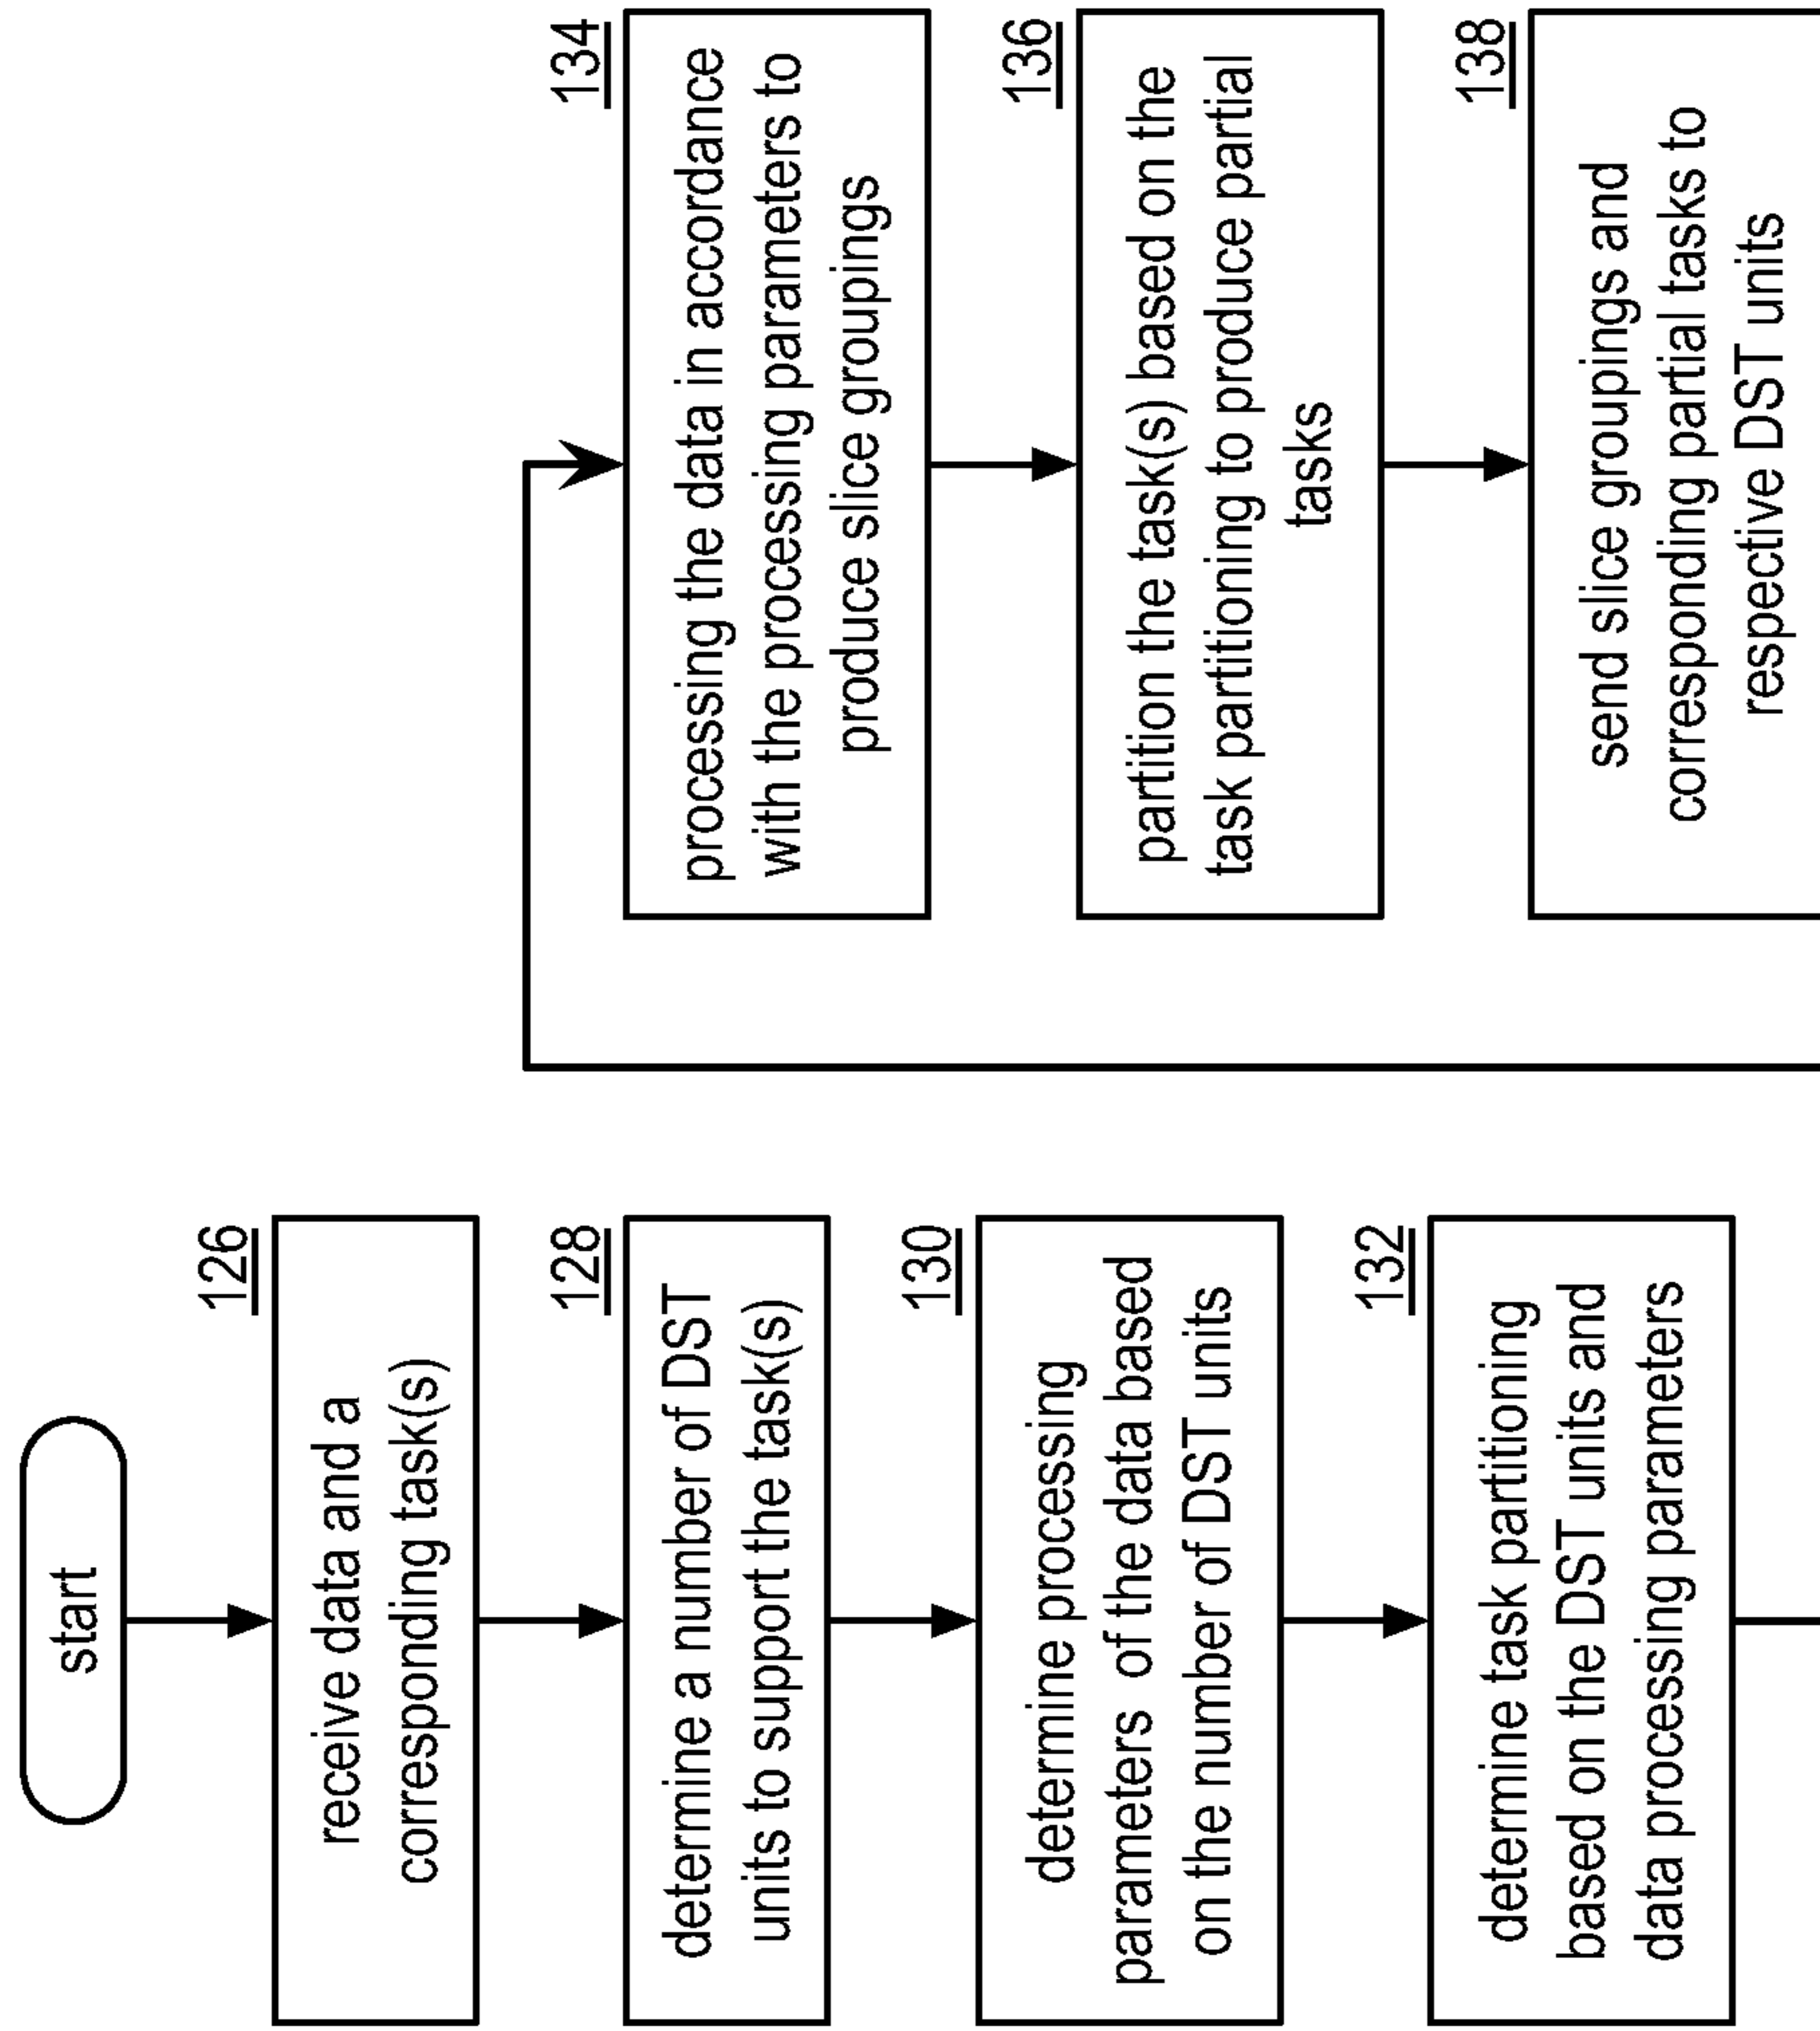 start
126
receive data and a
corresponding task(s)
128
determine a number of DST
units to support the task(s)
130
determine processing
parameters of the data based
on the number of DST units
132
determine task partitioning
based on the DST units and
data processing parameters
134
processing the data in accordance
with the processing parameters to
produce slice groupings
136
partition the task(s) based on the
task partitioning to produce partial
tasks
138
send slice groupings and
corresponding partial tasks to
respective DST units